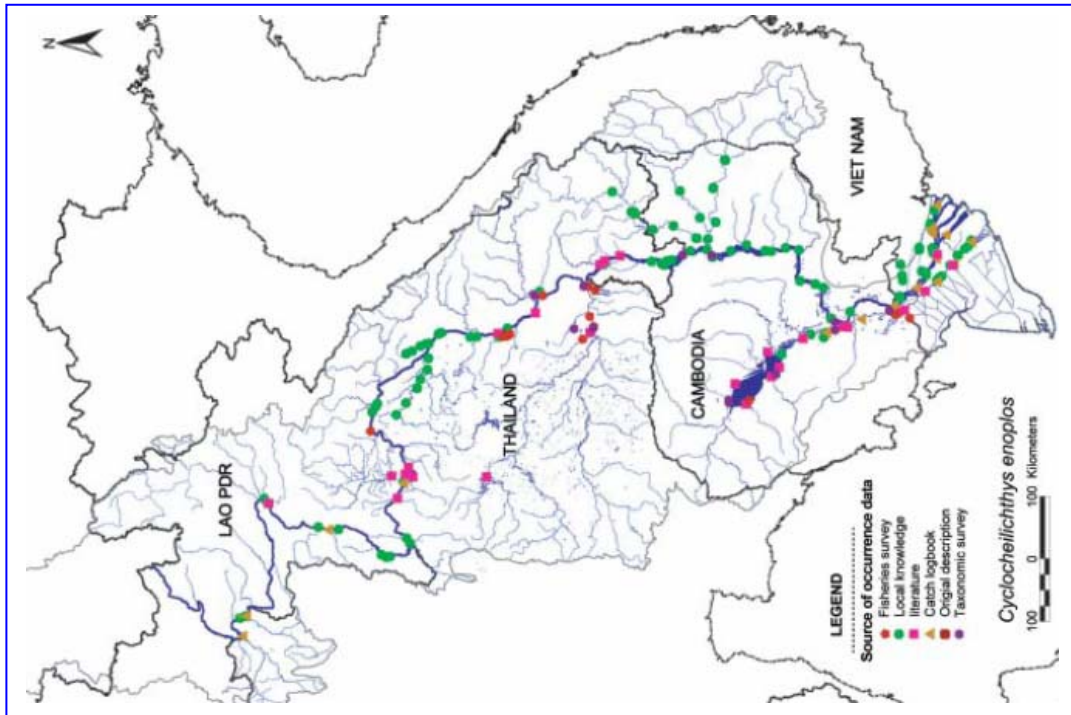 N
LAO PDR
THAILAND
CAMBODIA
VIET NAM
LEGEND
Source of occurrence data
Fisheries survey
Local knowledge
literature
Catch logbook
Origial description
Taxonomic survey
Cyclocheilichthys enoplos
100 0 100 Kilometers